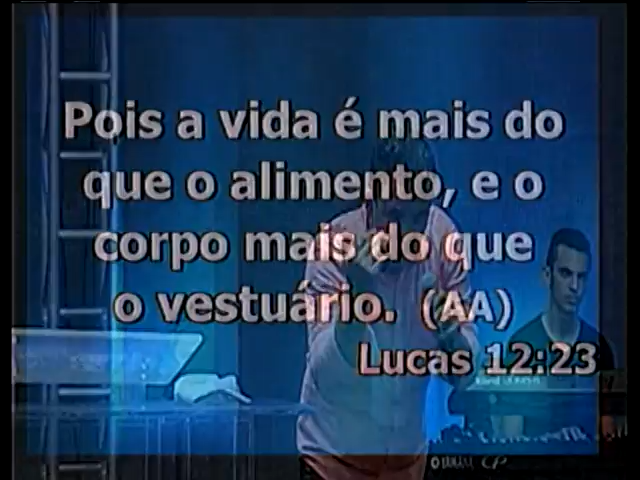 Pois a vida é mais do
que o alimento, e o
corpo mais do que
o vestuário. (AA)
Lucas 12:23